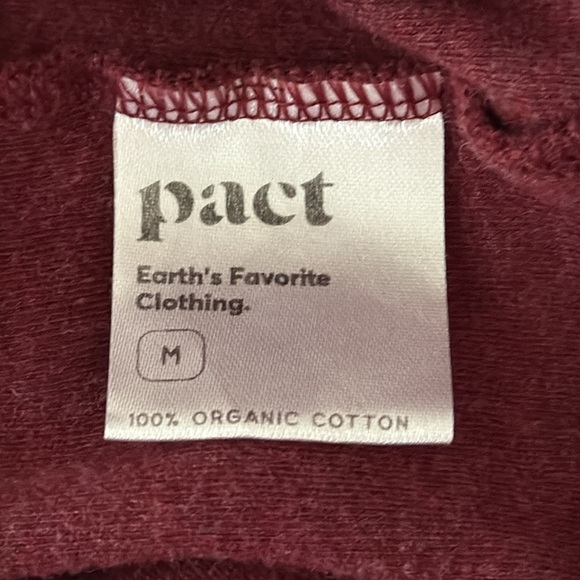 pact
Earth's Favorite
Clothing.
M
100% ORGANIC COTTON